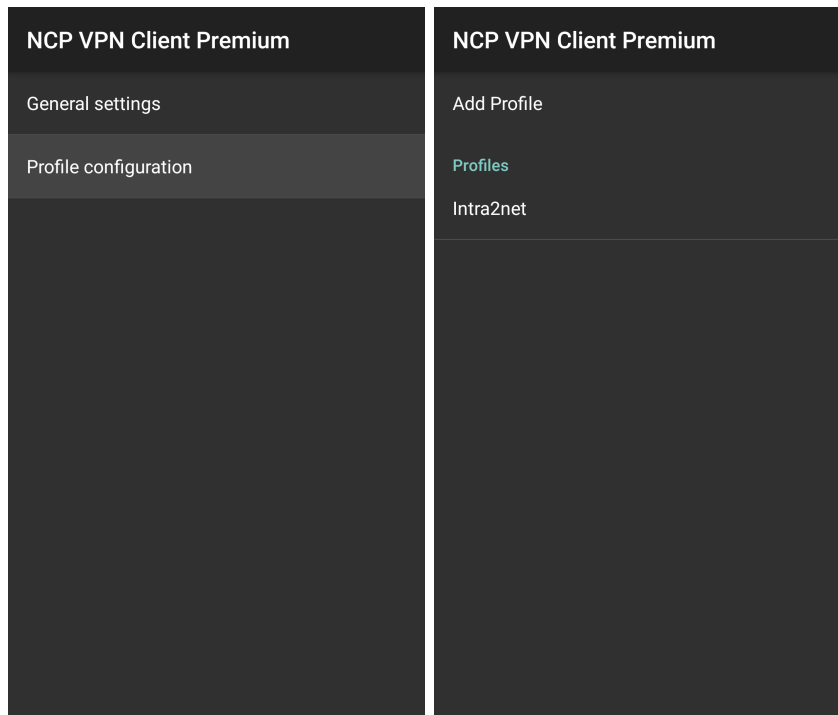 NCP VPN Client Premium
General settings
Profile configuration
NCP VPN Client Premium
Add Profile
Profiles
Intra2net